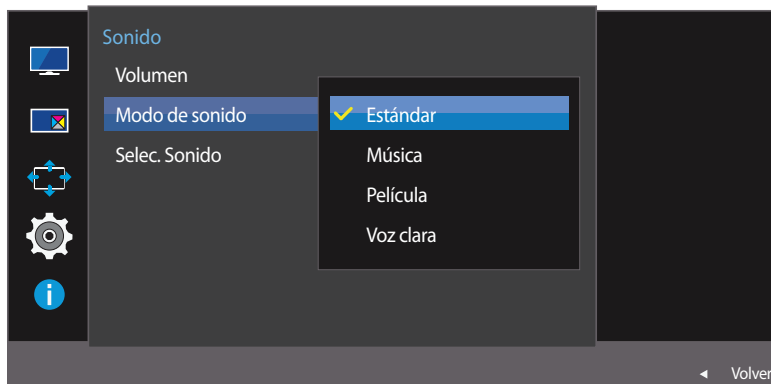 Sonido
Volumen
Modo de sonido
Estándar
Selec. Sonido
Música
Película
Voz clara
Volver